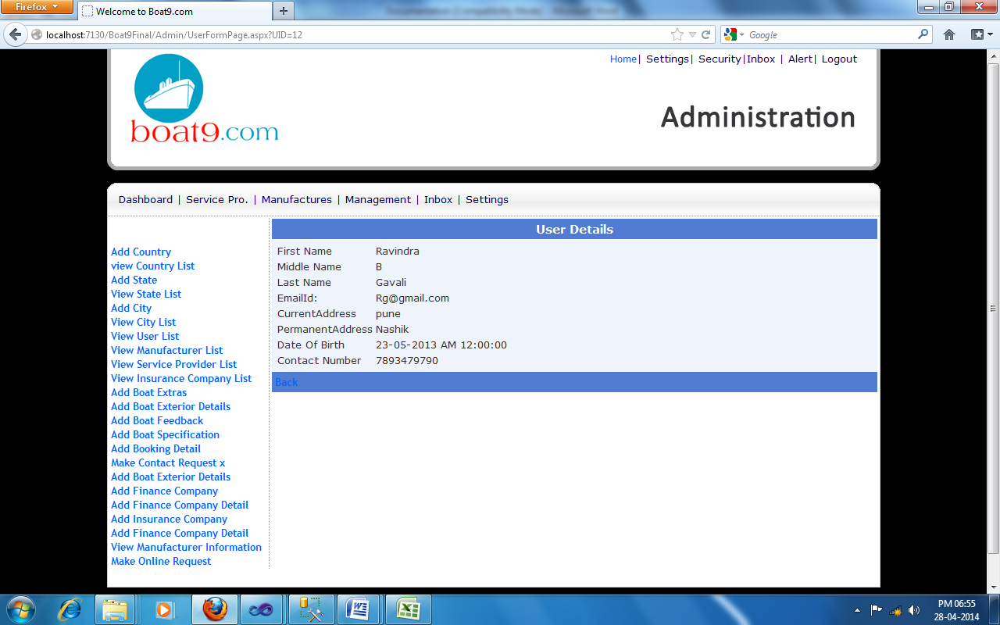 Firefox
Welcome to Boat9.com
Documentation [Compatibility Mode] - Microsoft Word
localhost:7130/Boat9Final/Admin/UserFormPage.aspx?UID=12
Google
Home| Settings| Security|Inbox | Alert| Logout
boat9.com
Administration
Dashboard | Service Pro. | Manufactures | Management | Inbox | Settings
Add Country
view Country List
Add State
View State List
Add City
View City List
View User List
View Manufacturer List
View Service Provider List
View Insurance Company List
Add Boat Extras
Add Boat Exterior Details
Add Boat Feedback
Add Boat Specification
Add Booking Detail
Make Contact Request x
Add Boat Exterior Details
Add Finance Company
Add Finance Company Detail
Add Insurance Company
Add Finance Company Detail
View Manufacturer Information
Make Online Request
User Details
First Name Ravindra
Middle Name B
Last Name Gavali
EmailId: Rg@gmail.com
CurrentAddress pune
PermanentAddress Nashik
Date Of Birth 23-05-2013 AM 12:00:00
Contact Number 7893479790
Back
PM 06:55
28-04-2014